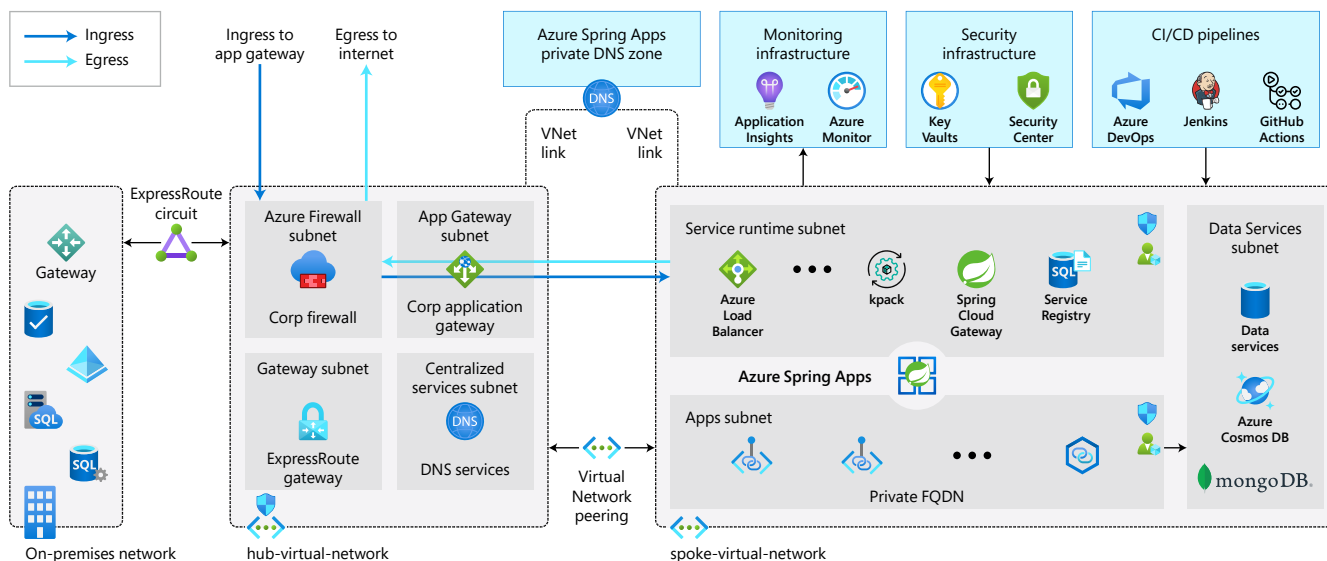 Ingress
Egress
Ingress to
app gateway
Egress to
internet
Azure Spring Apps
private DNS zone
DNS
VNet
link
VNet
link
Monitoring
infrastructure
Application
Insights
Azure
Monitor
Security
infrastructure
Key
Vaults
Security
Center
CI/CD pipelines
Azure
DevOps
Jenkins
GitHub
Actions
ExpressRoute
circuit
Gateway
SQL
SQL
On-premises network
Azure Firewall
subnet
Corp firewall
App Gateway
subnet
Corp application
gateway
Gateway subnet
ExpressRoute
gateway
Centralized
services subnet
DNS
DNS services
hub-virtual-network
Virtual
Network
peering
Service runtime subnet
Azure
Load
Balancer
kpack
Spring
Cloud
Gateway
SQL
Service
Registry
Azure Spring Apps
Apps subnet
Private FQDN
Data Services
subnet
Data
services
Azure
Cosmos DB
mongoDB®
spoke-virtual-network